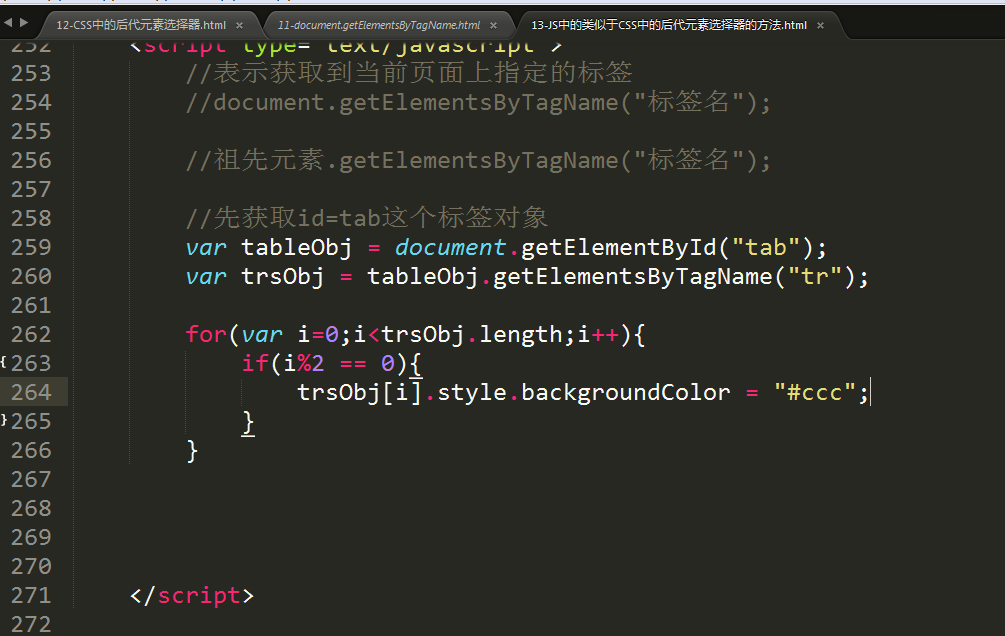 12-CSS中的后代元素选择器.html × 11-document.getElementsByTagName.html × 13-JS中的类似于CSS中的后代元素选择器的方法.html ×
252 <script type="text/javascript">
253 //表示获取到当前页面上指定的标签
254 //document.getElementsByTagName("标签名");
255
256 //祖先元素.getElementsByTagName("标签名");
257
258 //先获取id=tab这个标签对象
259 var tableObj = document.getElementById("tab");
260 var trsObj = tableObj.getElementsByTagName("tr");
261
262 for(var i=0;i<trsObj.length;i++){
{ 263 if(i%2 == 0){
264 trsObj[i].style.backgroundColor = "#ccc";
} 265 }
266 }
267
268
269
270
271 </script>
272